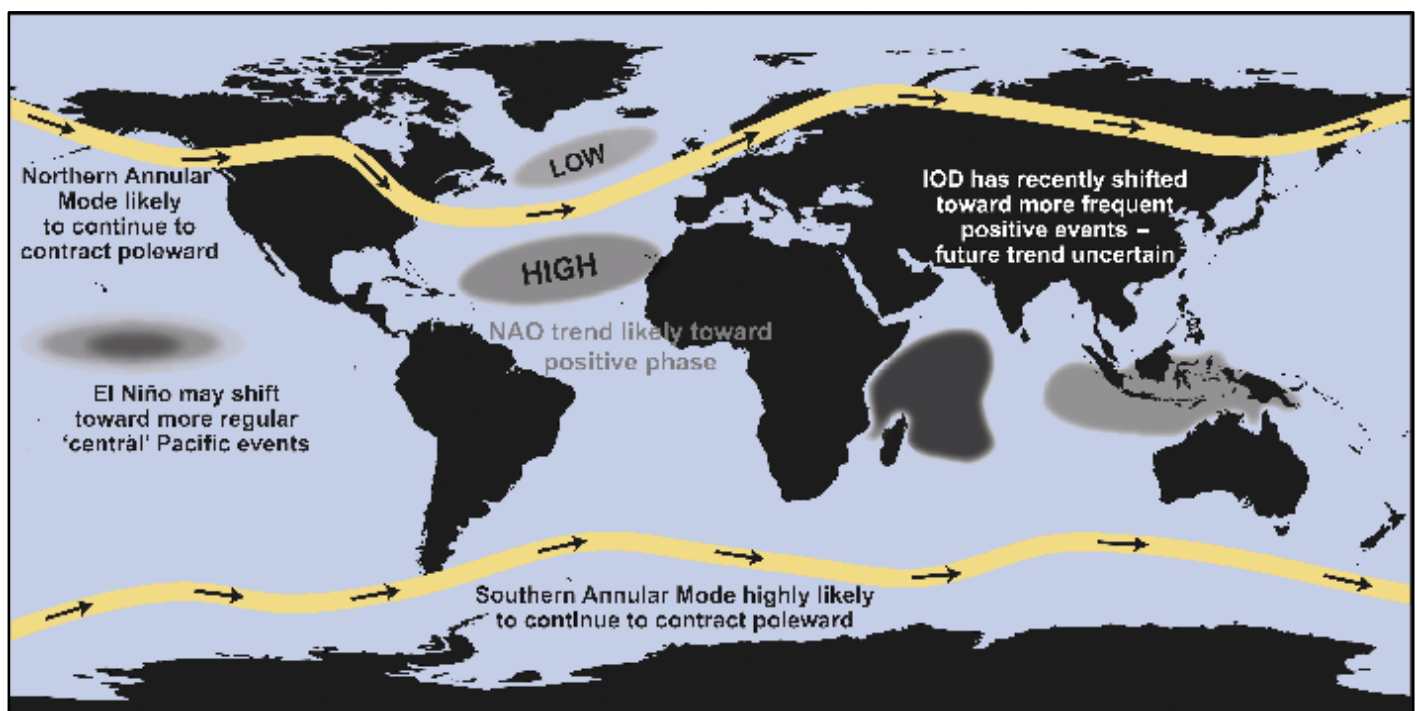 LOW
Northern Annular
Mode likely
to continue to
contract poleward
IOD has recently shifted
toward more frequent
positive events –
future trend uncertain
HIGH
NAO trend likely toward
positive phase
El Niño may shift
toward more regular
‘central’ Pacific events
Southern Annular Mode highly likely
to continue to contract poleward